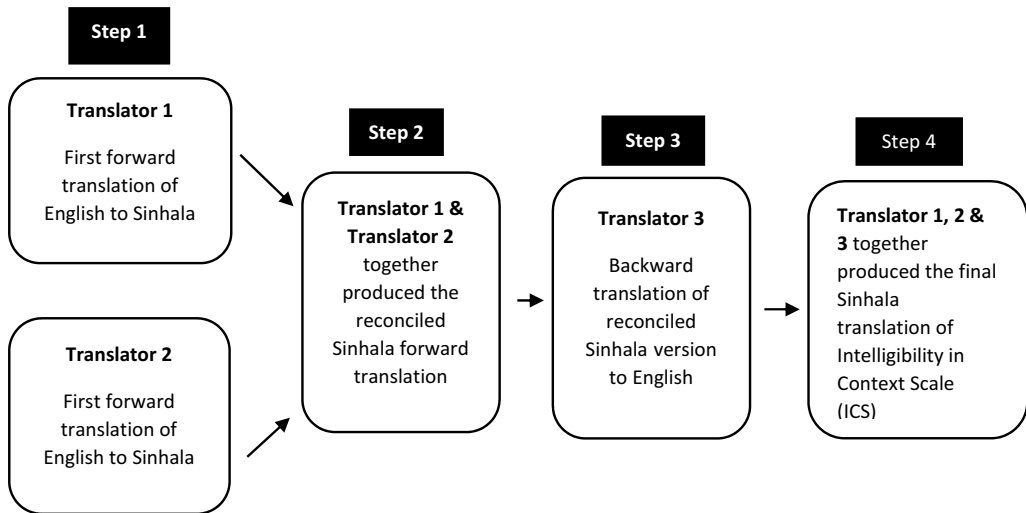 Step 1
Translator 1
First forward
translation of
English to Sinhala
Translator 2
First forward
translation of
English to Sinhala
Step 2
Translator 1 &
Translator 2
together
produced the
reconciled
Sinhala forward
translation
Step 3
Translator 3
Backward
translation of
reconciled
Sinhala version
to English
Step 4
Translator 1, 2 &
3 together
produced the final
Sinhala
translation of
Intelligibility in
Context Scale
(ICS)